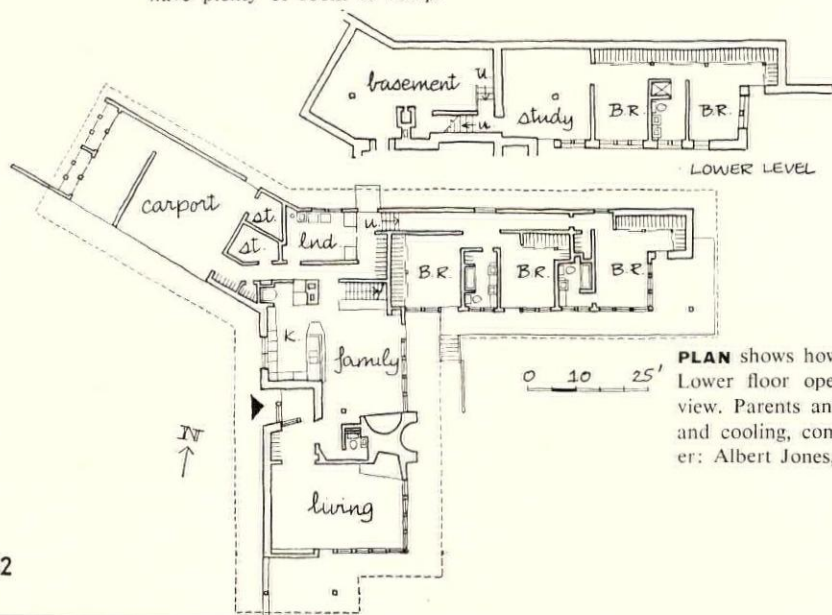 basement
u.
u
study
B.R.
B.R.
LOWER LEVEL
carport
st.
st.
lnd.
u.
B.R.
B.R.
B.R.
K.
family
0 10 25'
PLAN shows how
Lower floor ope
view. Parents an
and cooling, con
er: Albert Jones,
N
living
2